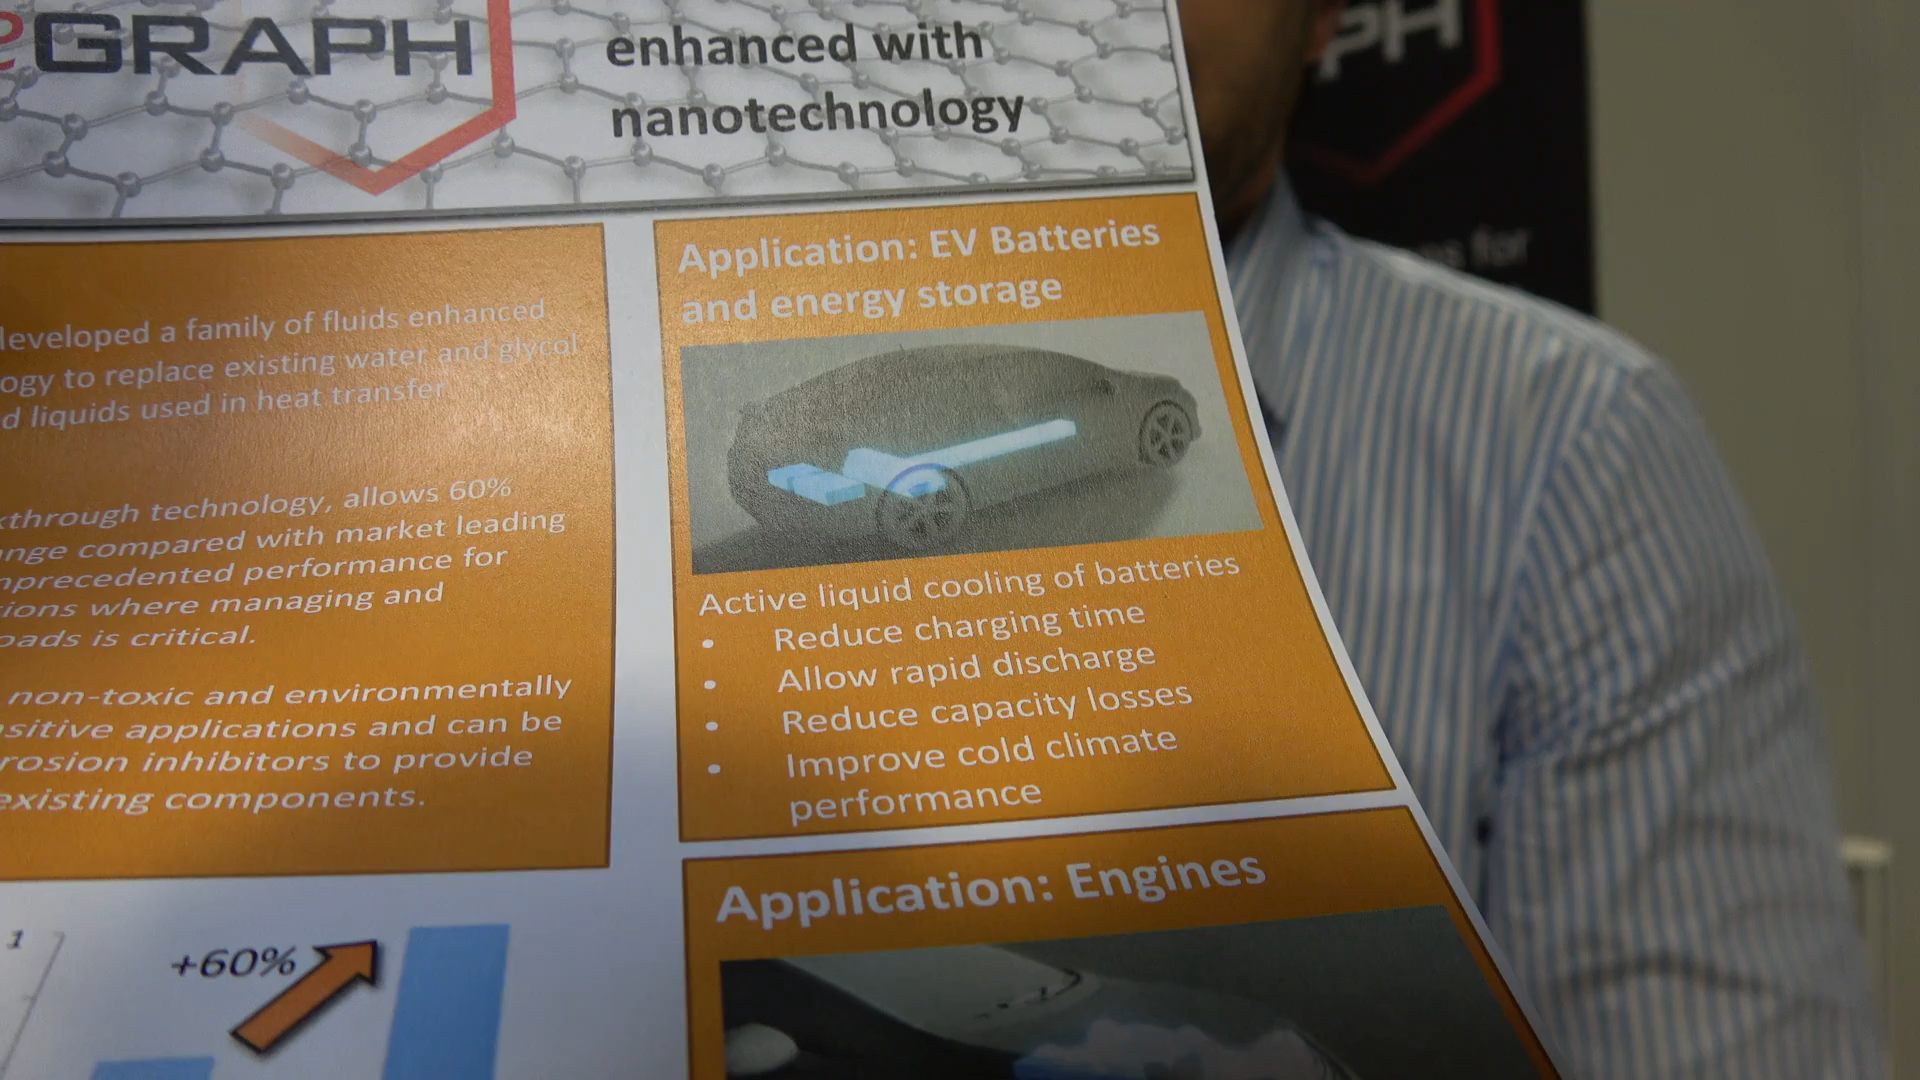 GRAPH
enhanced with
nanotechnology
PH
for
developed a family of fluids enhanced
ogy to replace existing water and glycol
d liquids used in heat transfer
kthrough technology, allows 60%
nge compared with market leading
nprecedented performance for
ions where managing and
oads is critical.
non-toxic and environmentally
sitive applications and can be
rosion inhibitors to provide
existing components.
1
+60%
Application: EV Batteries
and energy storage
Active liquid cooling of batteries
• Reduce charging time
• Allow rapid discharge
• Reduce capacity losses
• Improve cold climate
performance
Application: Engines